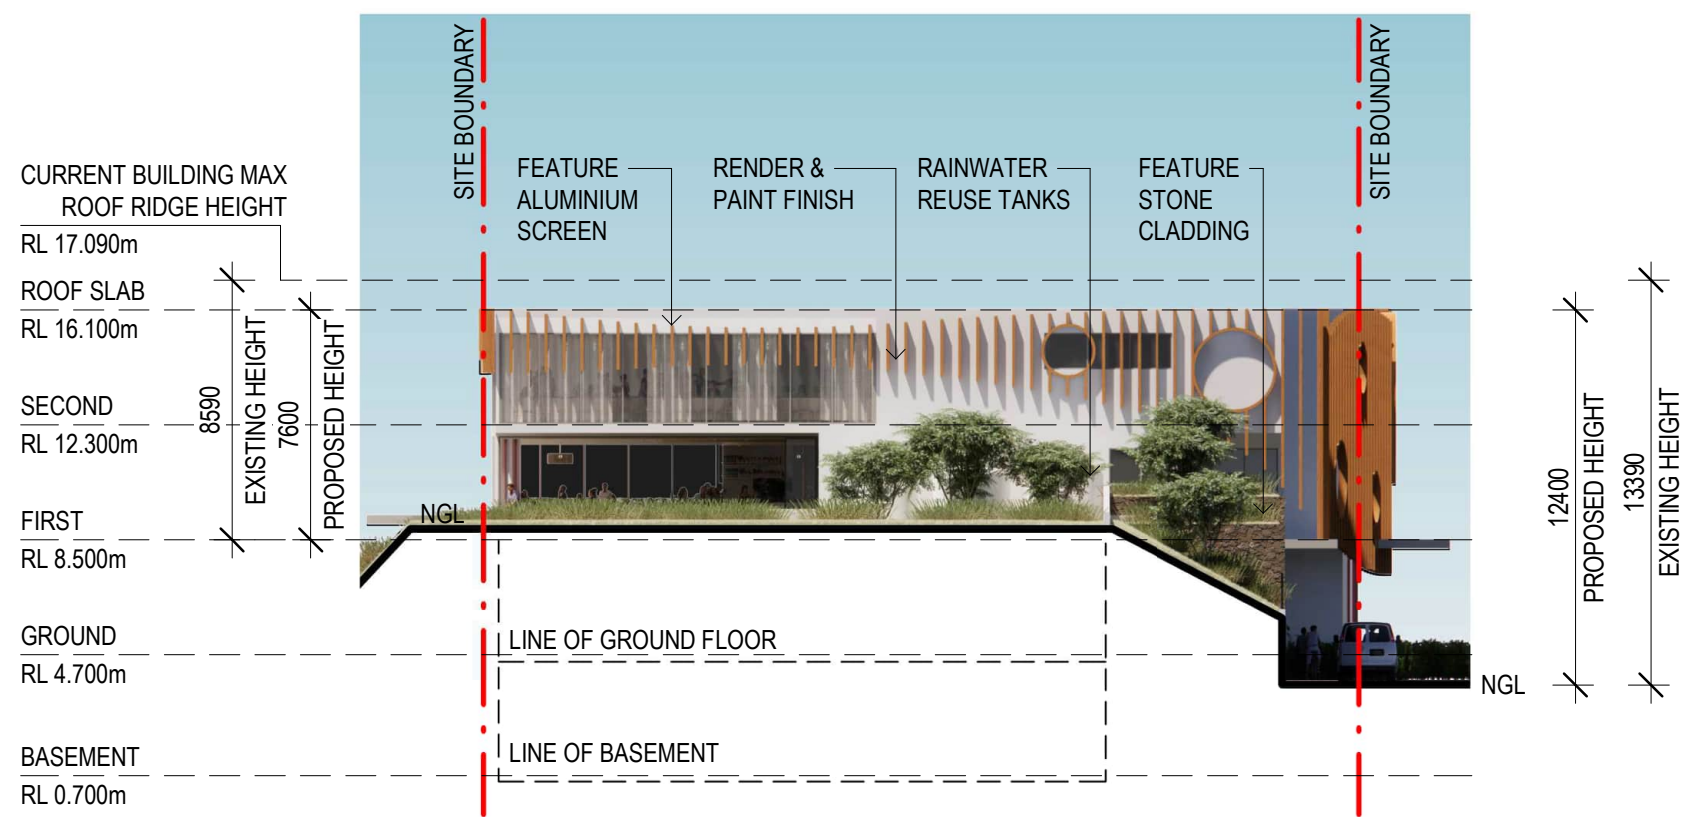 SITE BOUNDARY
SITE BOUNDARY
CURRENT BUILDING MAX
ROOF RIDGE HEIGHT
RL 17.090m
FEATURE
ALUMINIUM
SCREEN
RENDER &
PAINT FINISH
RAINWATER
REUSE TANKS
FEATURE
STONE
CLADDING
ROOF SLAB
RL 16.100m
SECOND
RL 12.300m
FIRST
RL 8.500m
GROUND
RL 4.700m
BASEMENT
RL 0.700m
8590
EXISTING HEIGHT
7600
PROPOSED HEIGHT
NGL
LINE OF GROUND FLOOR
LINE OF BASEMENT
NGL
12400
PROPOSED HEIGHT
13390
EXISTING HEIGHT